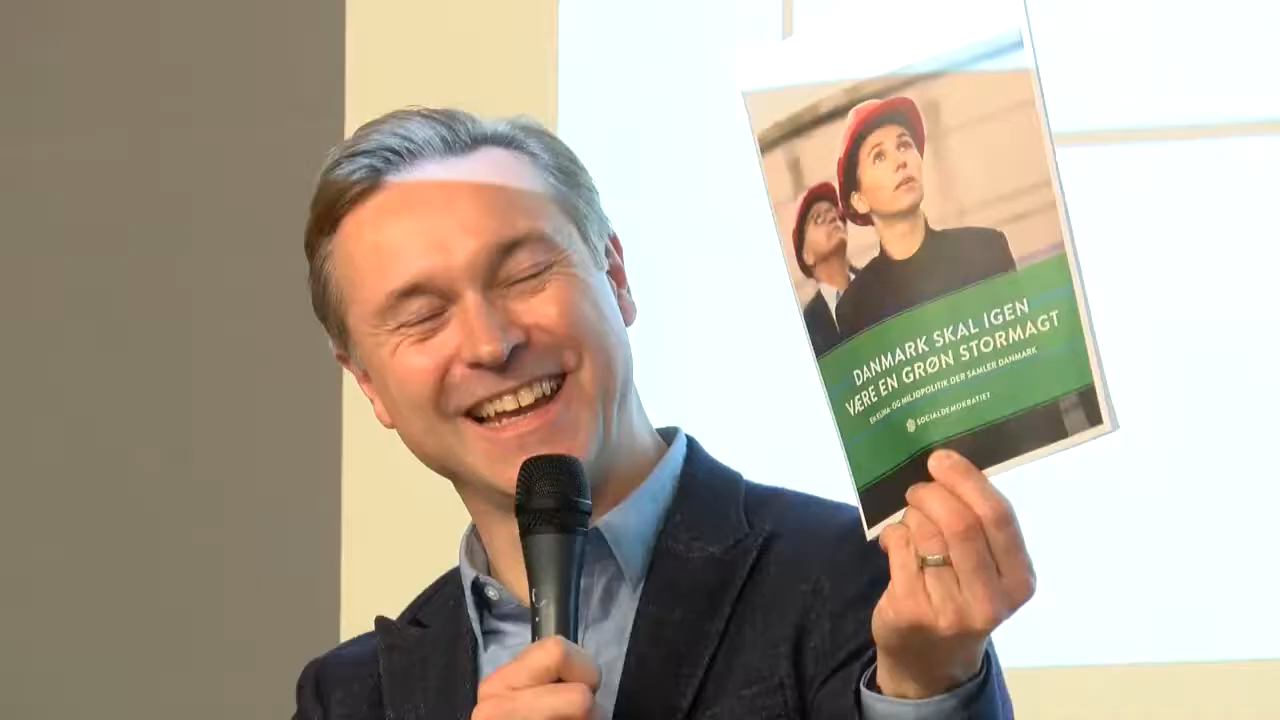 DANMARK SKAL IGEN
VÆRE EN GRØN STORMAGT
EN KLIMA- OG MILJØPOLITIK DER SAMLER DANMARK
SOCIALDEMOKRATIET